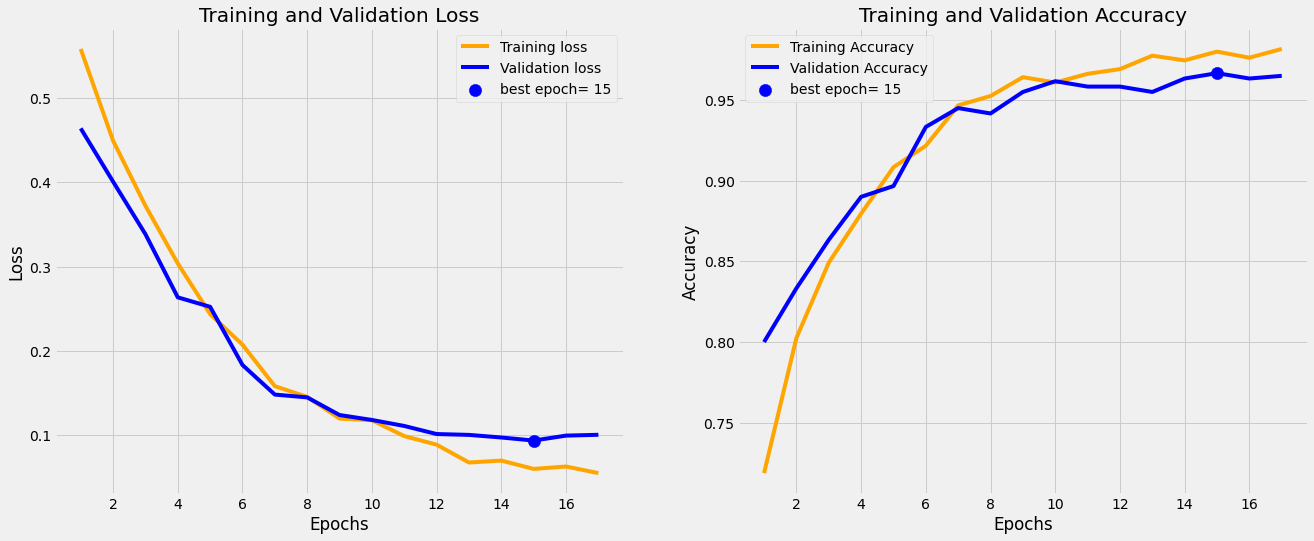 Training and Validation Loss
Training loss
Validation loss
best epoch= 15
0.5
0.4
0.3
0.2
0.1
Loss
2 4 6 8 10 12 14 16
Epochs
Training and Validation Accuracy
Training Accuracy
Validation Accuracy
best epoch= 15
0.95
0.90
0.85
0.80
0.75
Accuracy
2 4 6 8 10 12 14 16
Epochs